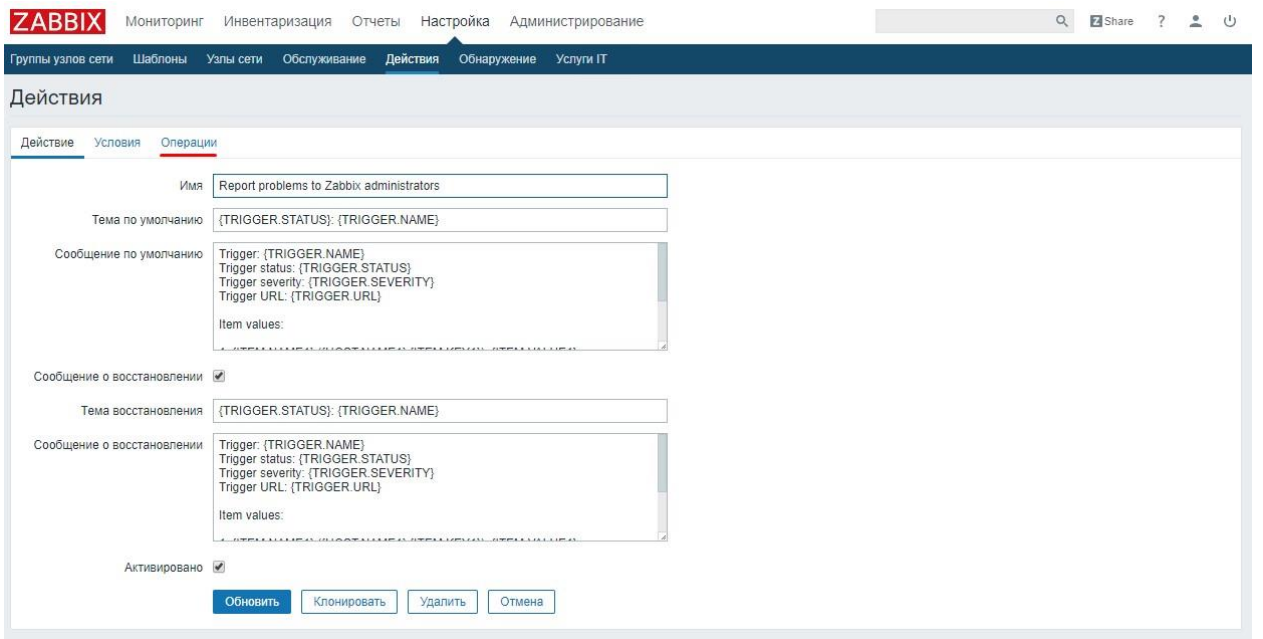 ZABBIX Мониторинг Инвентаризация Отчеты Настройка Администрирование Z Share ?
Группы узлов сети Шаблоны Узлы сети Обслуживание Действия Обнаружение Услуги IT
Действия
Действие Условия Операции
Имя Report problems to Zabbix administrators
Тема по умолчанию {TRIGGER.STATUS}: {TRIGGER.NAME}
Сообщение по умолчанию Trigger: {TRIGGER.NAME}
Trigger status: {TRIGGER.STATUS}
Trigger severity: {TRIGGER.SEVERITY}
Trigger URL: {TRIGGER.URL}
Item values:
Сообщение о восстановлении
Тема восстановления {TRIGGER.STATUS}: {TRIGGER.NAME}
Сообщение о восстановлении Trigger: {TRIGGER.NAME}
Trigger status: {TRIGGER.STATUS}
Trigger severity: {TRIGGER.SEVERITY}
Trigger URL: {TRIGGER.URL}
Item values:
Активировано
Обновить Клонировать Удалить Отмена